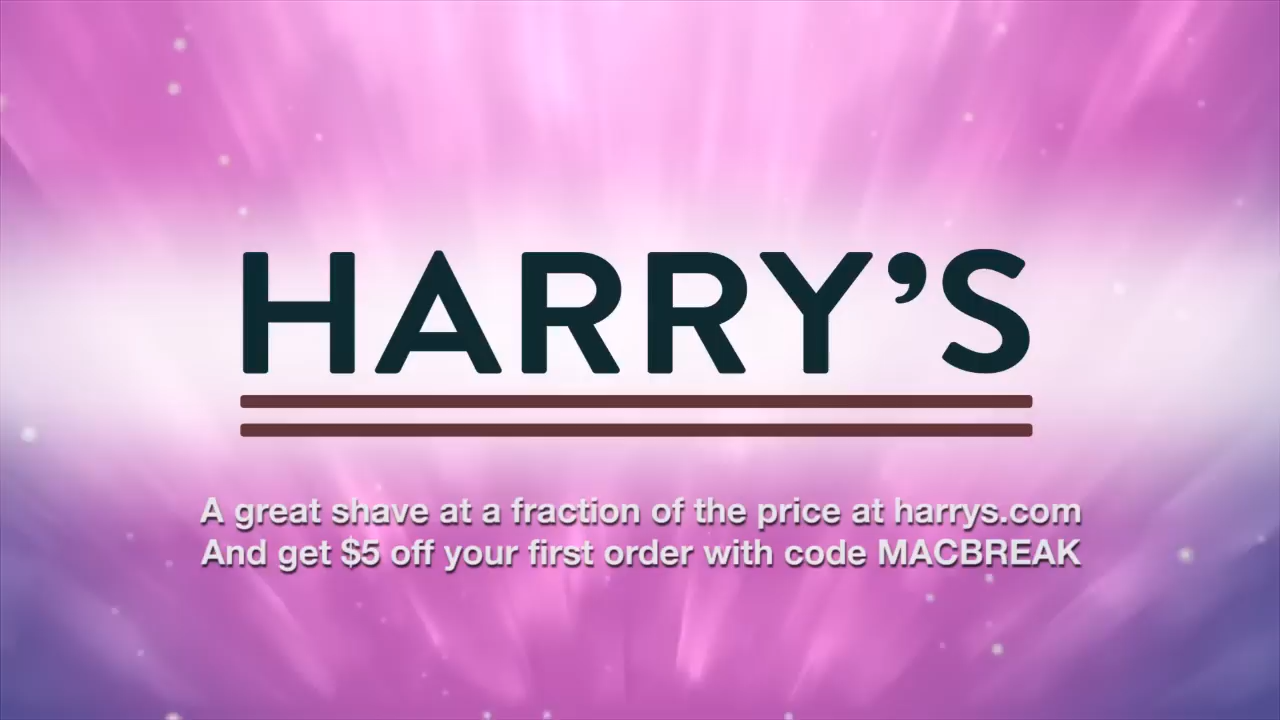 HARRY’S
A great shave at a fraction of the price at harrys.com
And get $5 off your first order with code MACBREAK